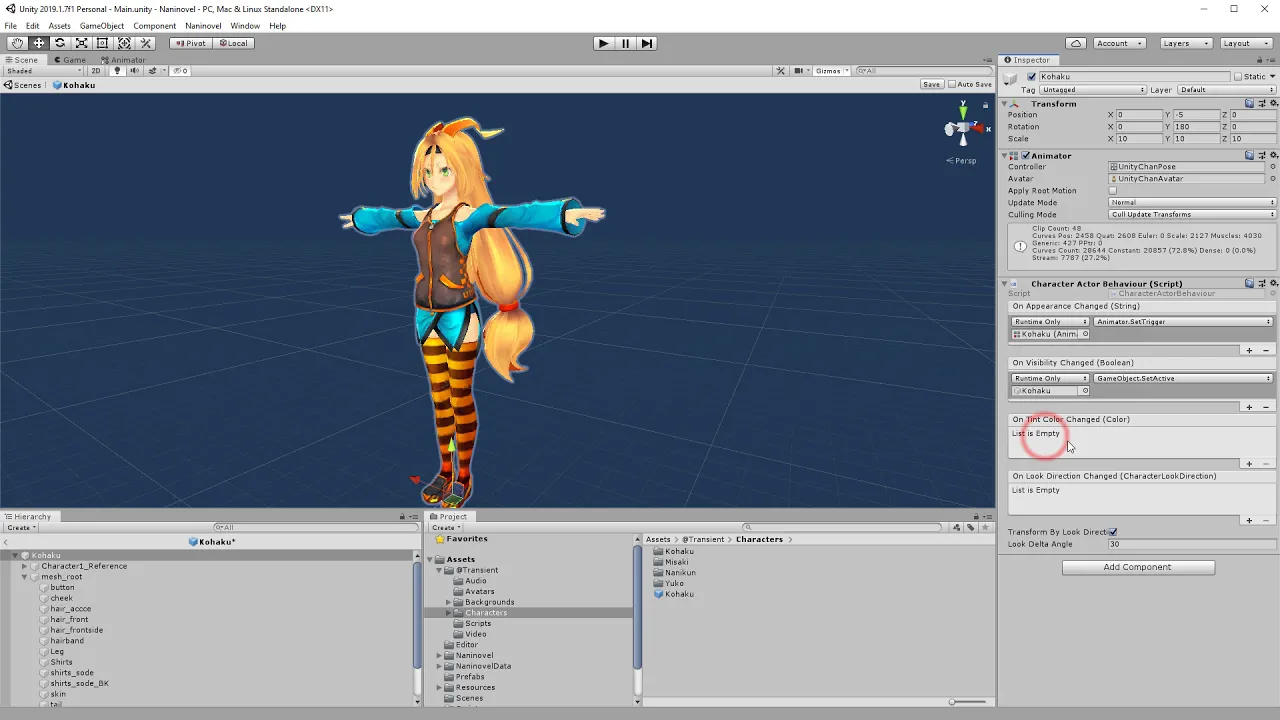 Unity 2019.1.7f1 Personal - Main.unity - Naninovel - PC, Mac & Linux Standalone <DX11>
File Edit Assets GameObject Component Naninovel Window Help
Pivot Local Account Layers Layout
Scene Game Animator
Shaded 2D 0 Gizmos All
Scenes Kohaku Save Auto Save
y
x
z
Persp
Inspector
Kohaku Static
Tag Untagged Layer Default
Transform
Position X 0 Y -5 Z 0
Rotation X 0 Y 180 Z 0
Scale X 10 Y 10 Z 10
Animator
Controller UnityChanPose
Avatar UnityChanAvatar
Apply Root Motion
Update Mode Normal
Culling Mode Cull Update Transforms
Clip Count: 48
Curves Pos: 2458 Quat: 2608 Euler: 0 Scale: 2127 Muscles: 4030
Generic: 427 PPtr: 0
Curves Count: 28644 Constant: 20857 (72.8%) Dense: 0 (0.0%)
Stream: 7787 (27.2%)
Character Actor Behaviour (Script)
Script CharacterActorBehaviour
On Appearance Changed (String)
Runtime Only Animator.SetTrigger
Kohaku (Anim
On Visibility Changed (Boolean)
Runtime Only GameObject.SetActive
Kohaku
On Tint Color Changed (Color)
List is Empty
On Look Direction Changed (CharacterLookDirection)
List is Empty
Transform By Look Direct
Look Delta Angle 30
Add Component
Hierarchy
Create All
Kohaku*
Kohaku
Character1_Reference
mesh_root
button
cheek
hair_accce
hair_front
hair_frontside
hairband
Leg
Shirts
shirts_sode
shirts_sode_BK
skin
tail
Project
Create
Favorites
Assets
@Transient
Audio
Avatars
Backgrounds
Characters
Scripts
Video
Editor
Naninovel
NaninovelData
Prefabs
Resources
Scenes
Assets @Transient Characters
Kohaku
Misaki
Nanikun
Yuko
Kohaku